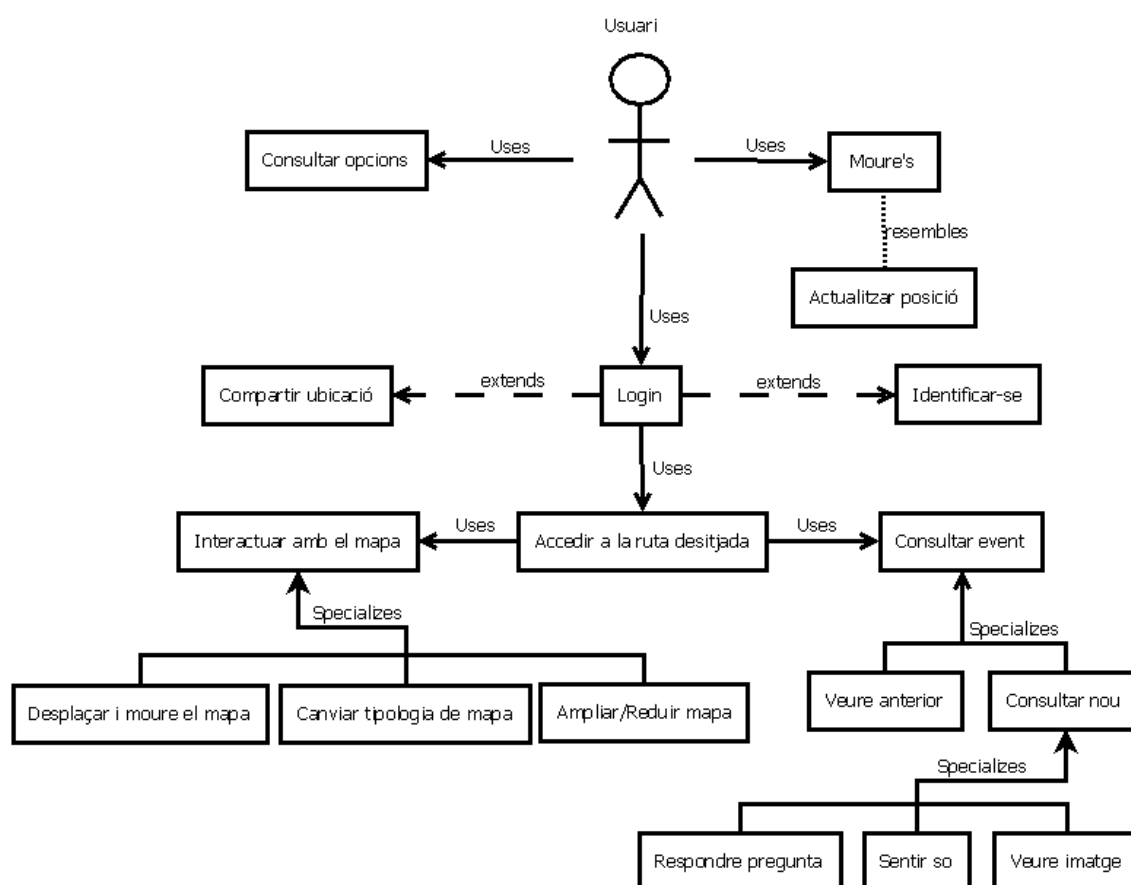 Usuari
Uses
Uses
Consultar opcions
Moure's
resembles
Actualitzar posició
Uses
extends
extends
Compartir ubicació
Login
Identificar-se
Uses
Uses
Uses
Interactuar amb el mapa
Accedir a la ruta desitjada
Consultar event
Specializes
Specializes
Desplaçar i moure el mapa
Canviar tipologia de mapa
Ampliar/Reduir mapa
Veure anterior
Consultar nou
Specializes
Respondre pregunta
Sentir so
Veure imatge